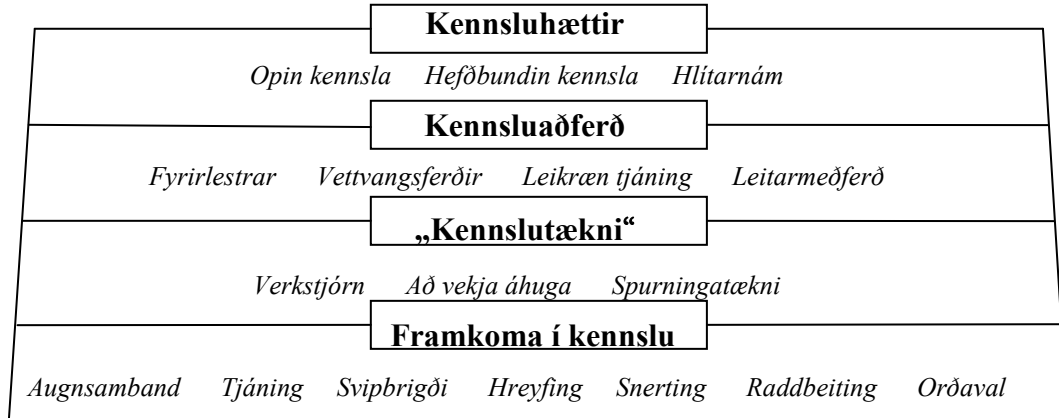 Kennsluhættir
Opin kennsla Hefðbundin kennsla Hlítarnám
Kennsluaðferð
Fyrirlestrar Vettvangsferðir Leikræn tjáning Leitarmeðferð
„Kennslutækni“
Verkstjórn Að vekja áhuga Spurningatækni
Framkoma í kennslu
Augnsamband Tjáning Svipbrigði Hreyfing Snerting Raddbeiting Orðaval